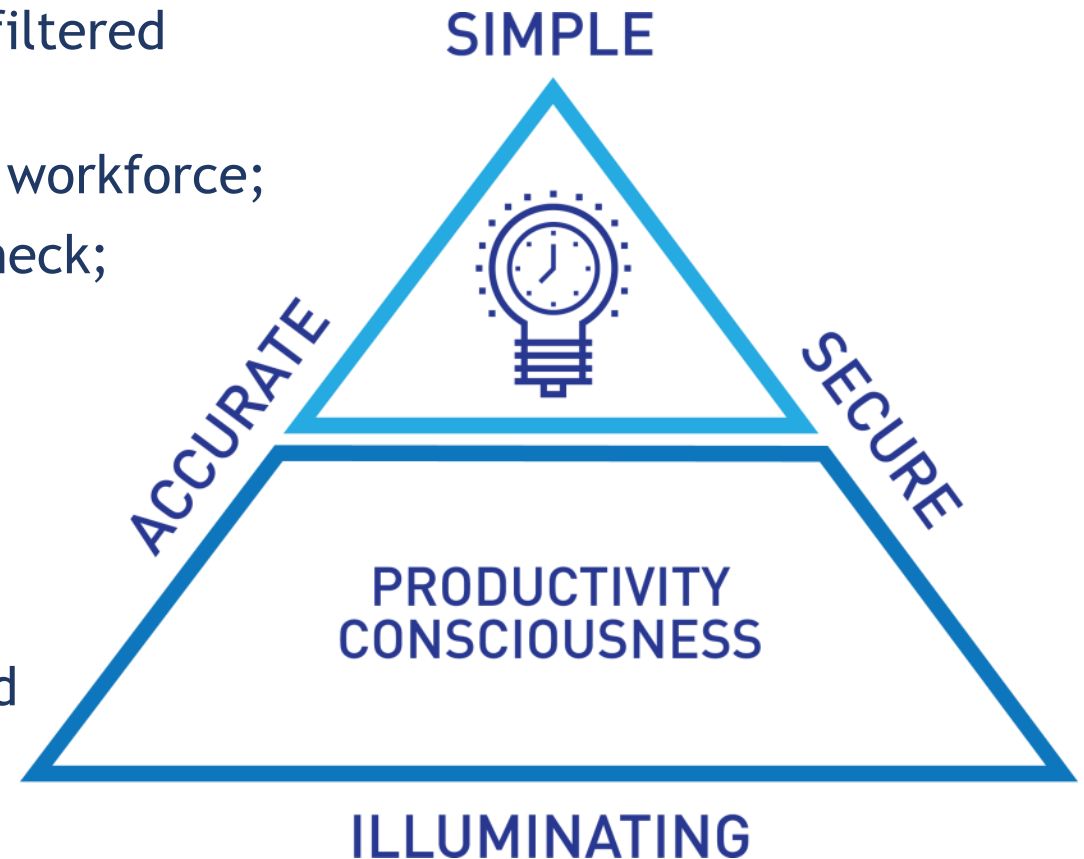 filtered
SIMPLE
workforce;
neck;
ACCURATE
SECURE
PRODUCTIVITY
CONSCIOUSNESS
d
ILLUMINATING